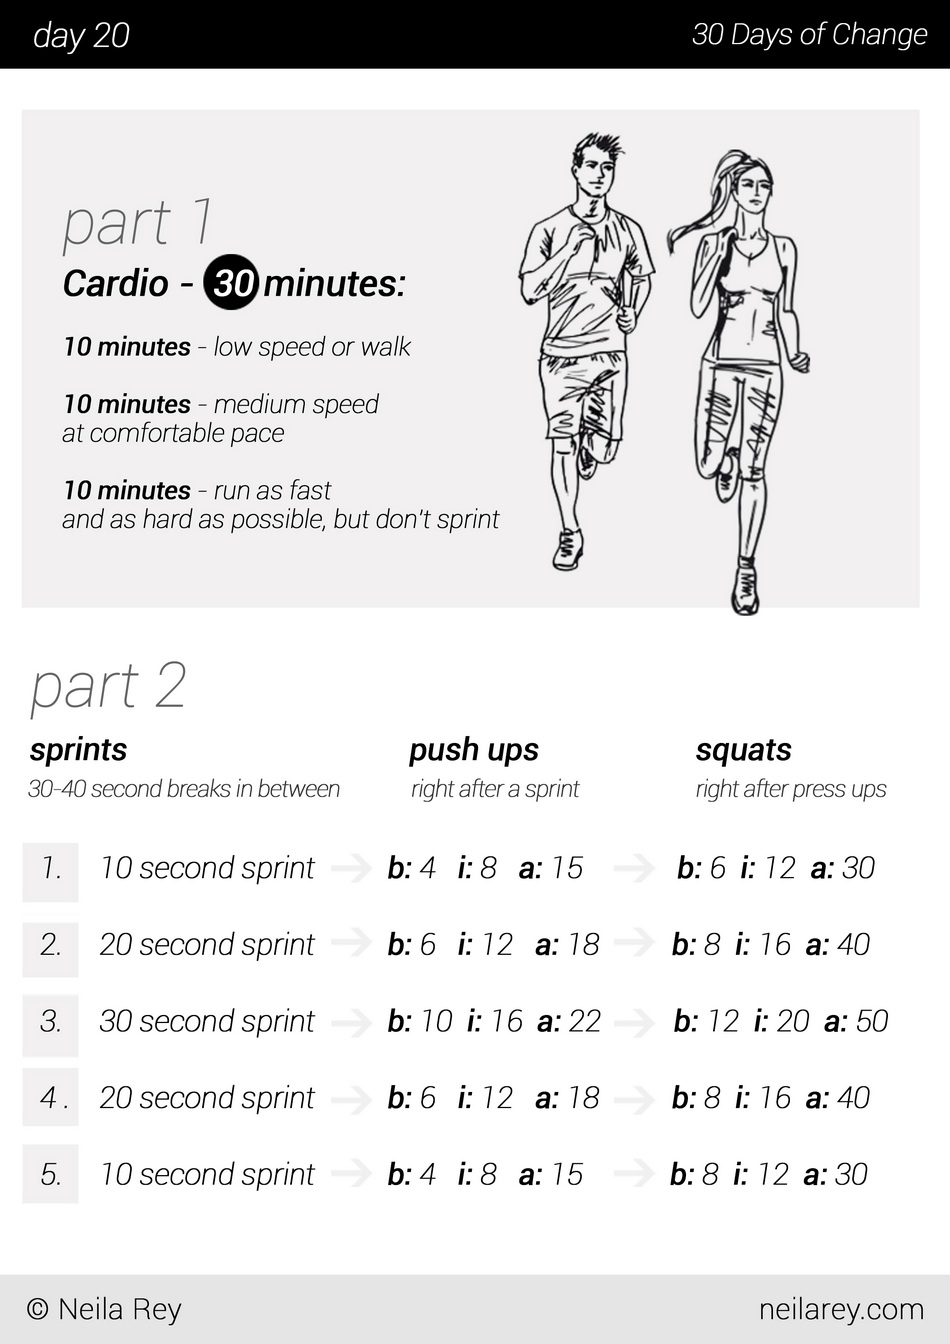 day 20
30 Days of Change
part 1
Cardio - 30 minutes:
10 minutes - low speed or walk
10 minutes - medium speed
at comfortable pace
10 minutes - run as fast
and as hard as possible, but don't sprint
part 2
sprints
30-40 second breaks in between
push ups
right after a sprint
squats
right after press ups
1. 10 second sprint b: 4 i: 8 a: 15 b: 6 i: 12 a: 30
2. 20 second sprint b: 6 i: 12 a: 18 b: 8 i: 16 a: 40
3. 30 second sprint b: 10 i: 16 a: 22 b: 12 i: 20 a: 50
4 . 20 second sprint b: 6 i: 12 a: 18 b: 8 i: 16 a: 40
5. 10 second sprint b: 4 i: 8 a: 15 b: 8 i: 12 a: 30
© Neila Rey
neilarey.com